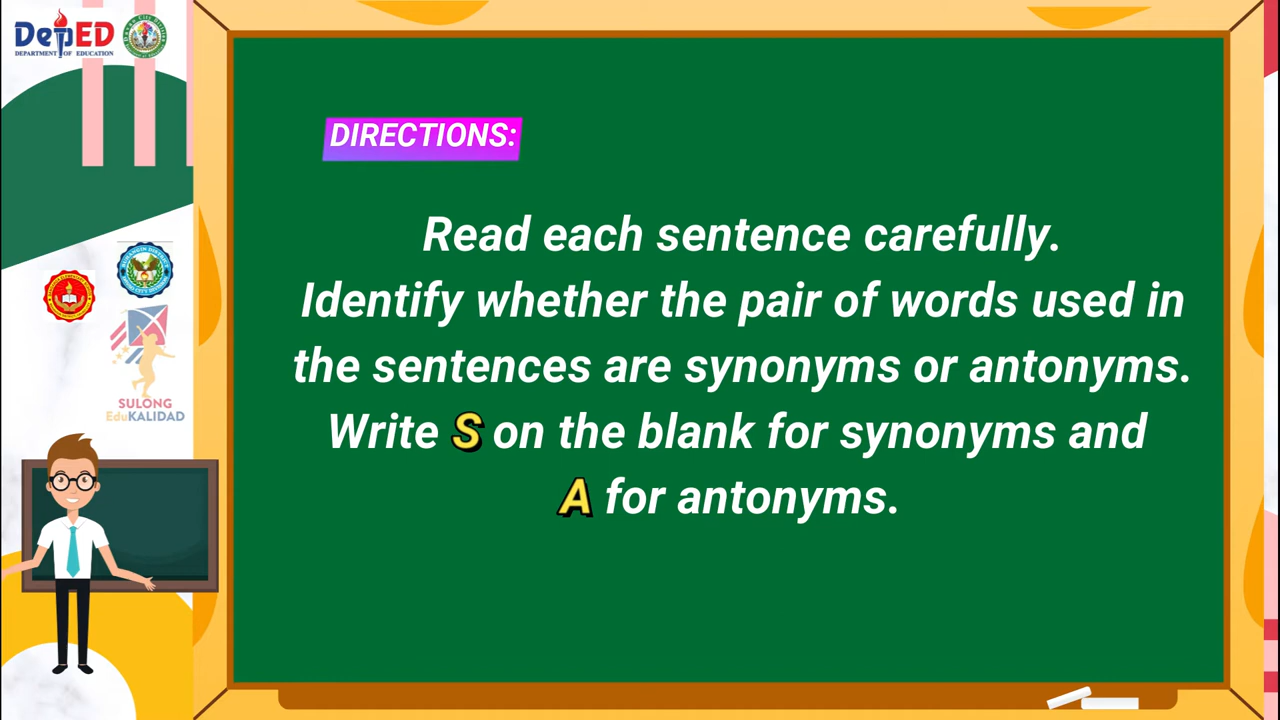 DepED
DEPARTMENT OF EDUCATION
DIRECTIONS:
Read each sentence carefully.
Identify whether the pair of words used in
the sentences are synonyms or antonyms.
Write S on the blank for synonyms and
A for antonyms.
SULONG
EduKALIDAD